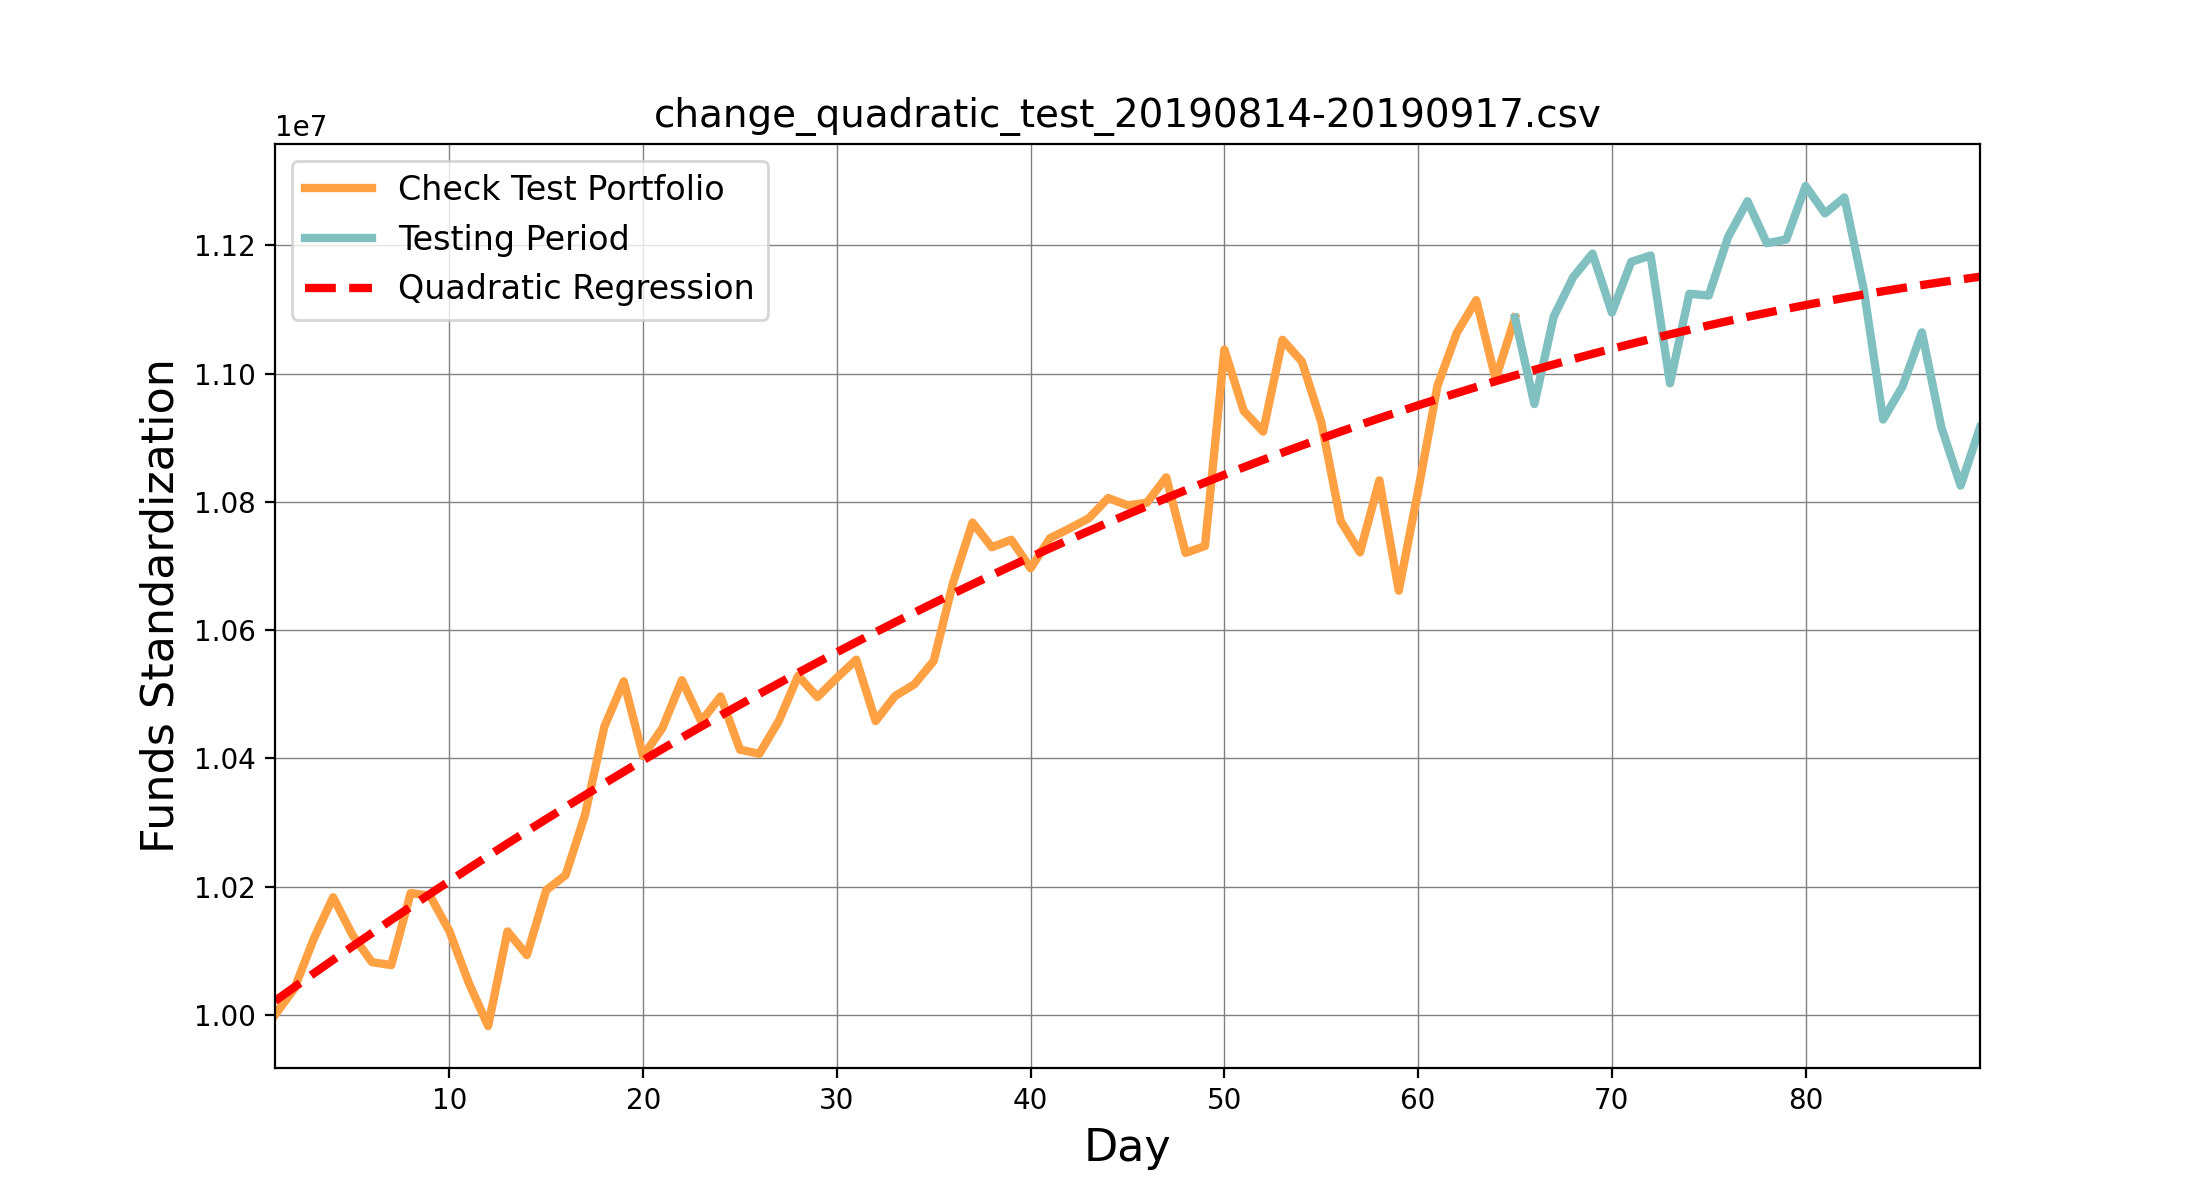 change_quadratic_test_20190814-20190917.csv
1e7
Check Test Portfolio
Testing Period
Quadratic Regression
1.12
1.10
1.08
1.06
1.04
1.02
1.00
Funds Standardization
10 20 30 40 50 60 70 80
Day